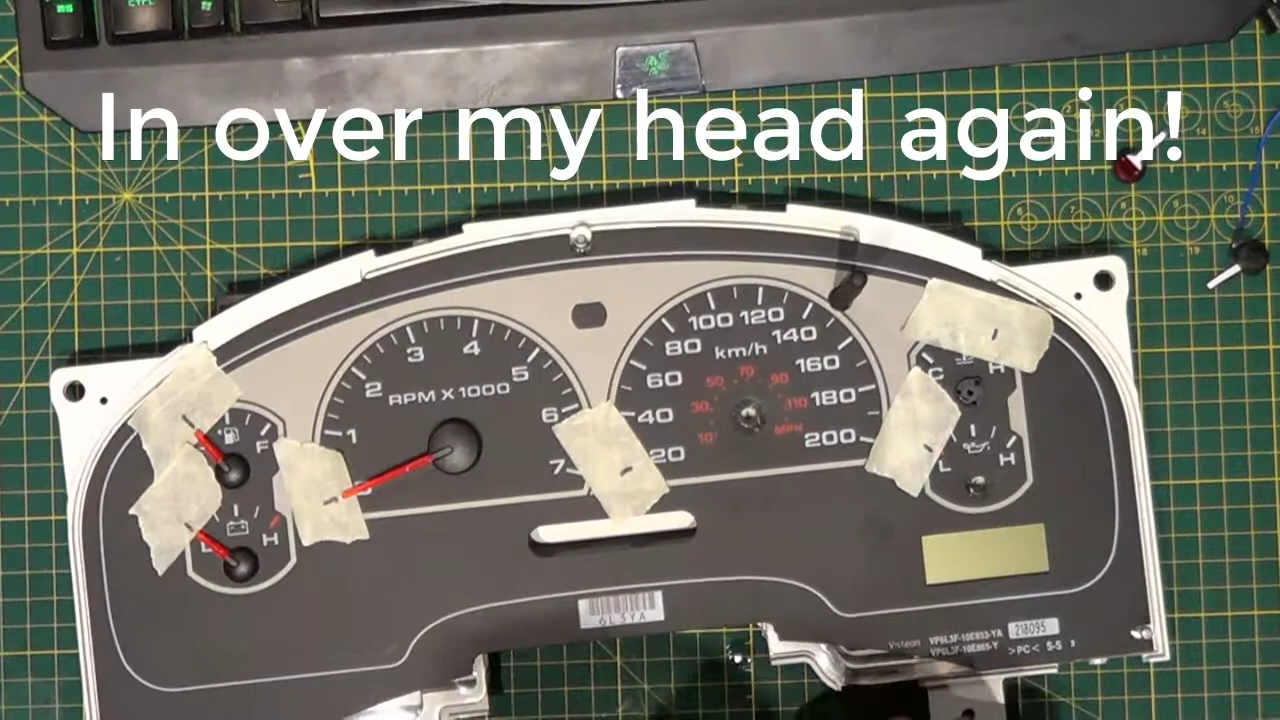 CTRL
In over my head again!
1
2
3
4
5
6
7
RPM X 1000
20
40
60
80
100
120
140
160
180
200
km/h
10
30
50
70
90
110
MPH
F
L
H
C
H
L
H
6L3YA
Visteon
VP6L3F-10E853-YA
VP6L3F-10E865-Y
218095
>PC< S-S